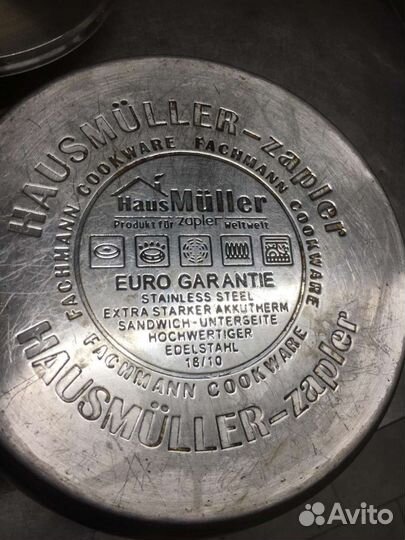 HAUSMÜLLER-zapler
FACHMANN COOKWARE FACHMANN COOKWARE
Haus Müller
Produkt für zapler weltweit
EURO GARANTIE
STAINLESS STEEL
EXTRA STARKER AKKUTHERM
SANDWICH-UNTERSEITE
HOCHWERTIGER
EDELSTAHL
18/10
FACHMANN COOKWARE
HAUSMÜLLER-zapler
Avito